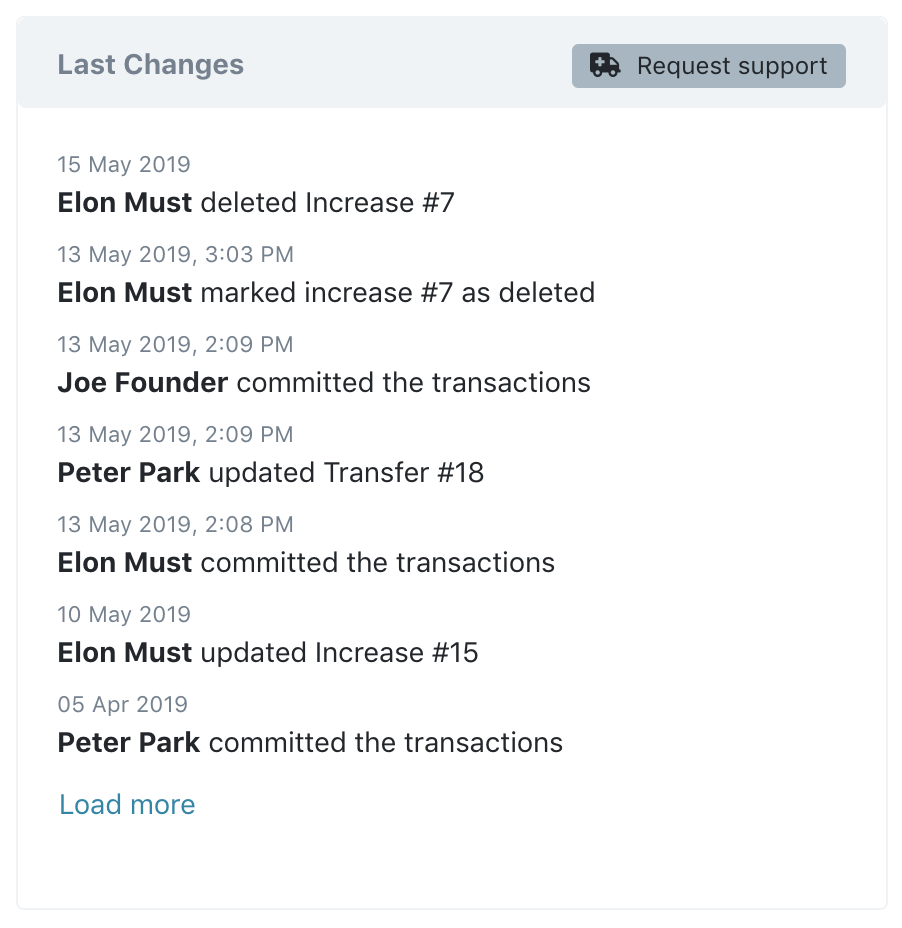 Last Changes
Request support
15 May 2019
Elon Must deleted Increase #7
13 May 2019, 3:03 PM
Elon Must marked increase #7 as deleted
13 May 2019, 2:09 PM
Joe Founder committed the transactions
13 May 2019, 2:09 PM
Peter Park updated Transfer #18
13 May 2019, 2:08 PM
Elon Must committed the transactions
10 May 2019
Elon Must updated Increase #15
05 Apr 2019
Peter Park committed the transactions
Load more